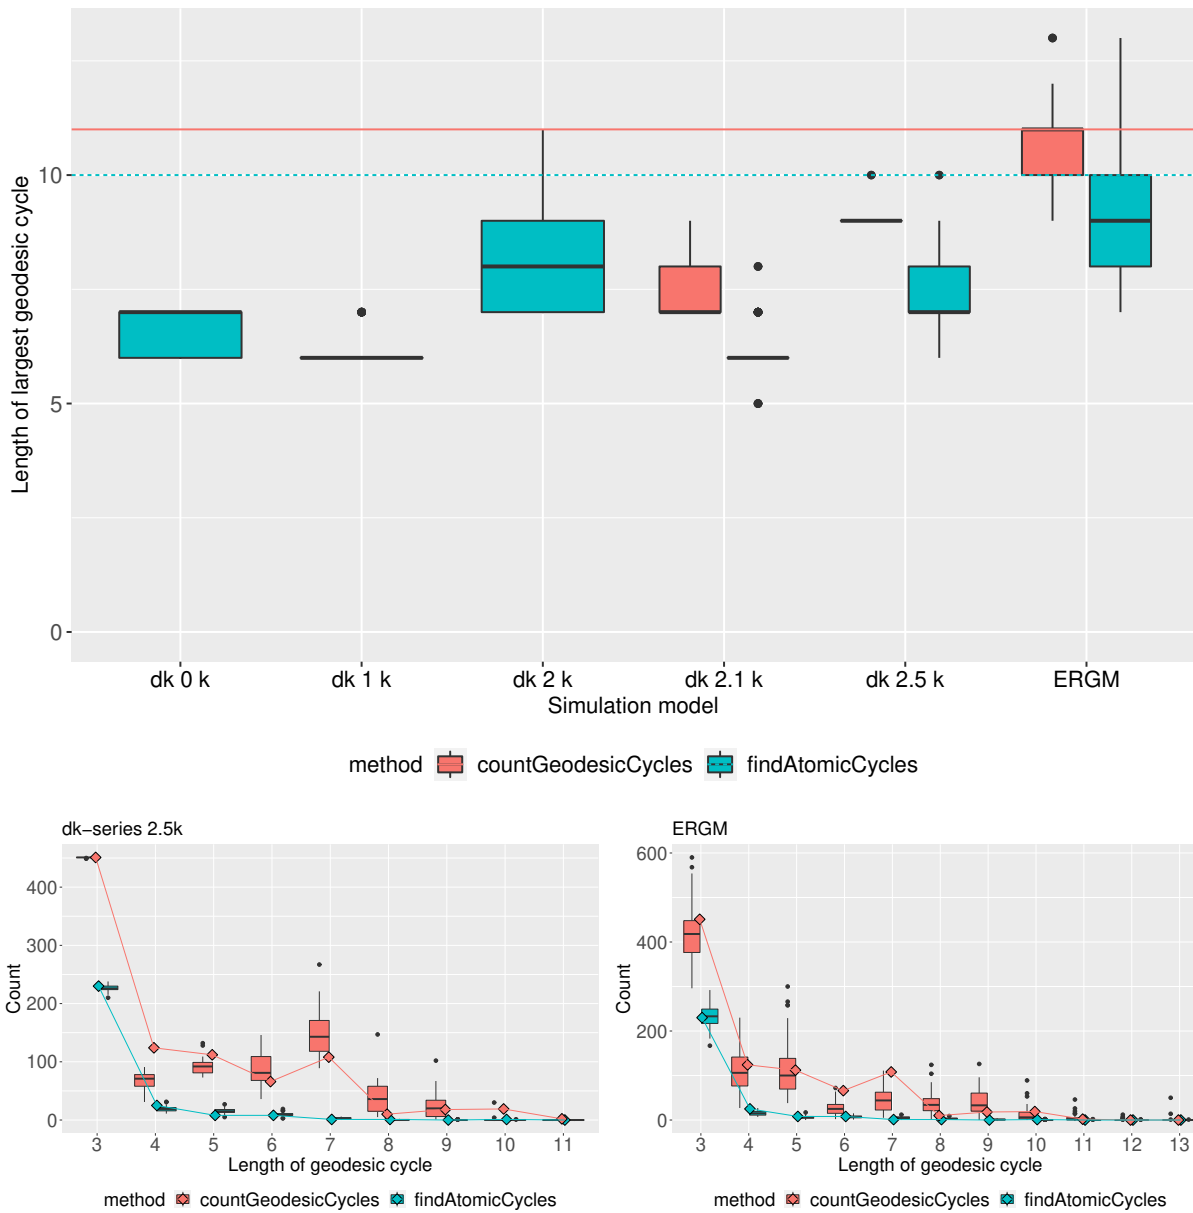 Length of largest geodesic cycle
10
5
0
dk 0 k dk 1 k dk 2 k dk 2.1 k dk 2.5 k ERGM
Simulation model
method countGeodesicCycles findAtomicCycles
dk−series 2.5k
Count
400
300
200
100
0
3 4 5 6 7 8 9 10 11
Length of geodesic cycle
method countGeodesicCycles findAtomicCycles
ERGM
Count
600
400
200
0
3 4 5 6 7 8 9 10 11 12 13
Length of geodesic cycle
method countGeodesicCycles findAtomicCycles